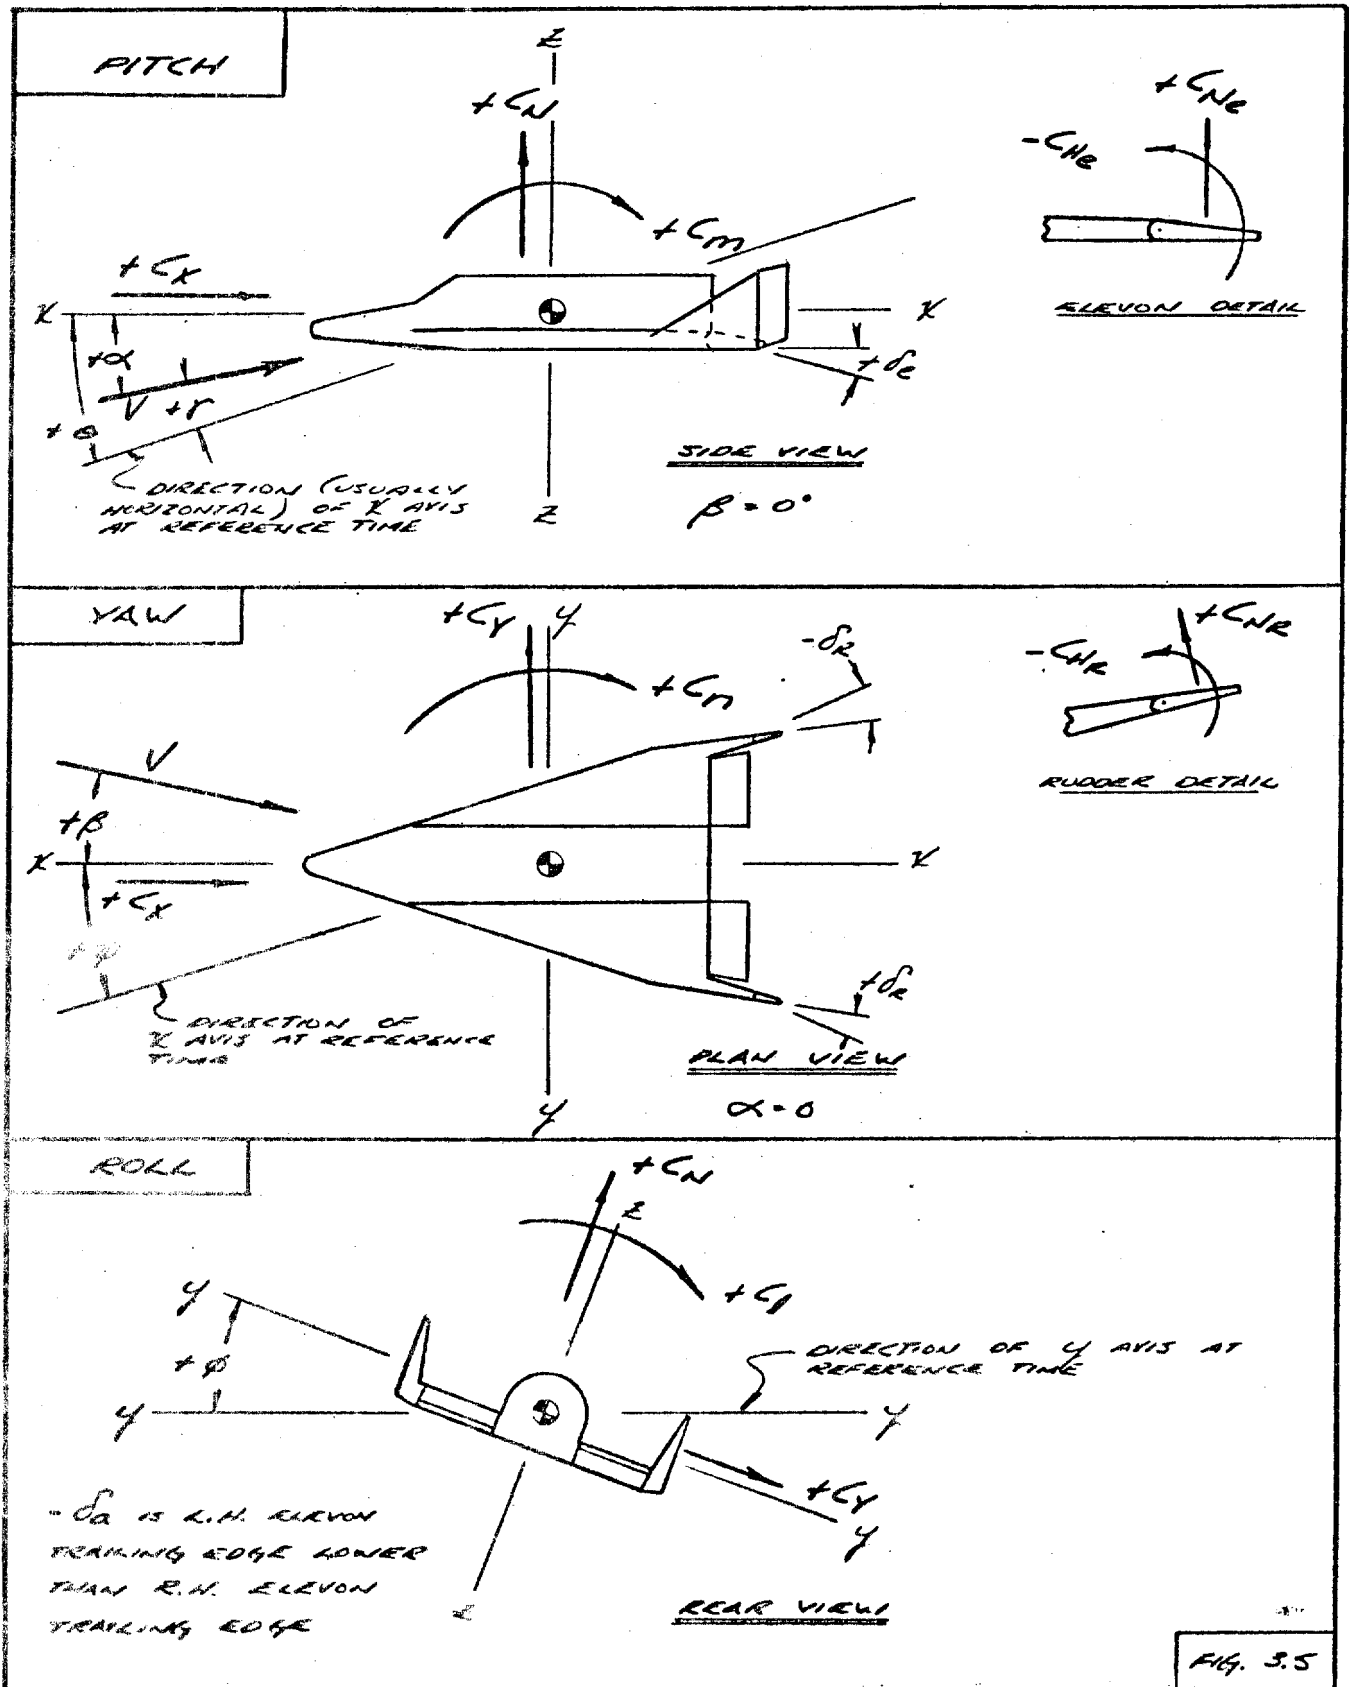 PITCH
Z
+CN
+CNe
-CHe
+Cm
+CX
X
X
ELEVON DETAIL
+α
+δe
V
+γ
+θ
SIDE VIEW
DIRECTION (USUALLY
HORIZONTAL) OF X AXIS
AT REFERENCE TIME
Z
β = 0°
YAW
+CY
y
-δR
+CNR
-CHR
+Cn
V
RUDDER DETAIL
+β
X
X
+CX
+ψ
+δR
DIRECTION OF
X AXIS AT REFERENCE
TIME
PLAN VIEW
y
α = 0
ROLL
+CN
Z
y
+Cl
+φ
DIRECTION OF Y AXIS AT
REFERENCE TIME
y
y
+CY
y
-δa IS L.H. ELEVON
TRAILING EDGE LOWER
THAN R.H. ELEVON
TRAILING EDGE
Z
REAR VIEW
FIG. 3.5